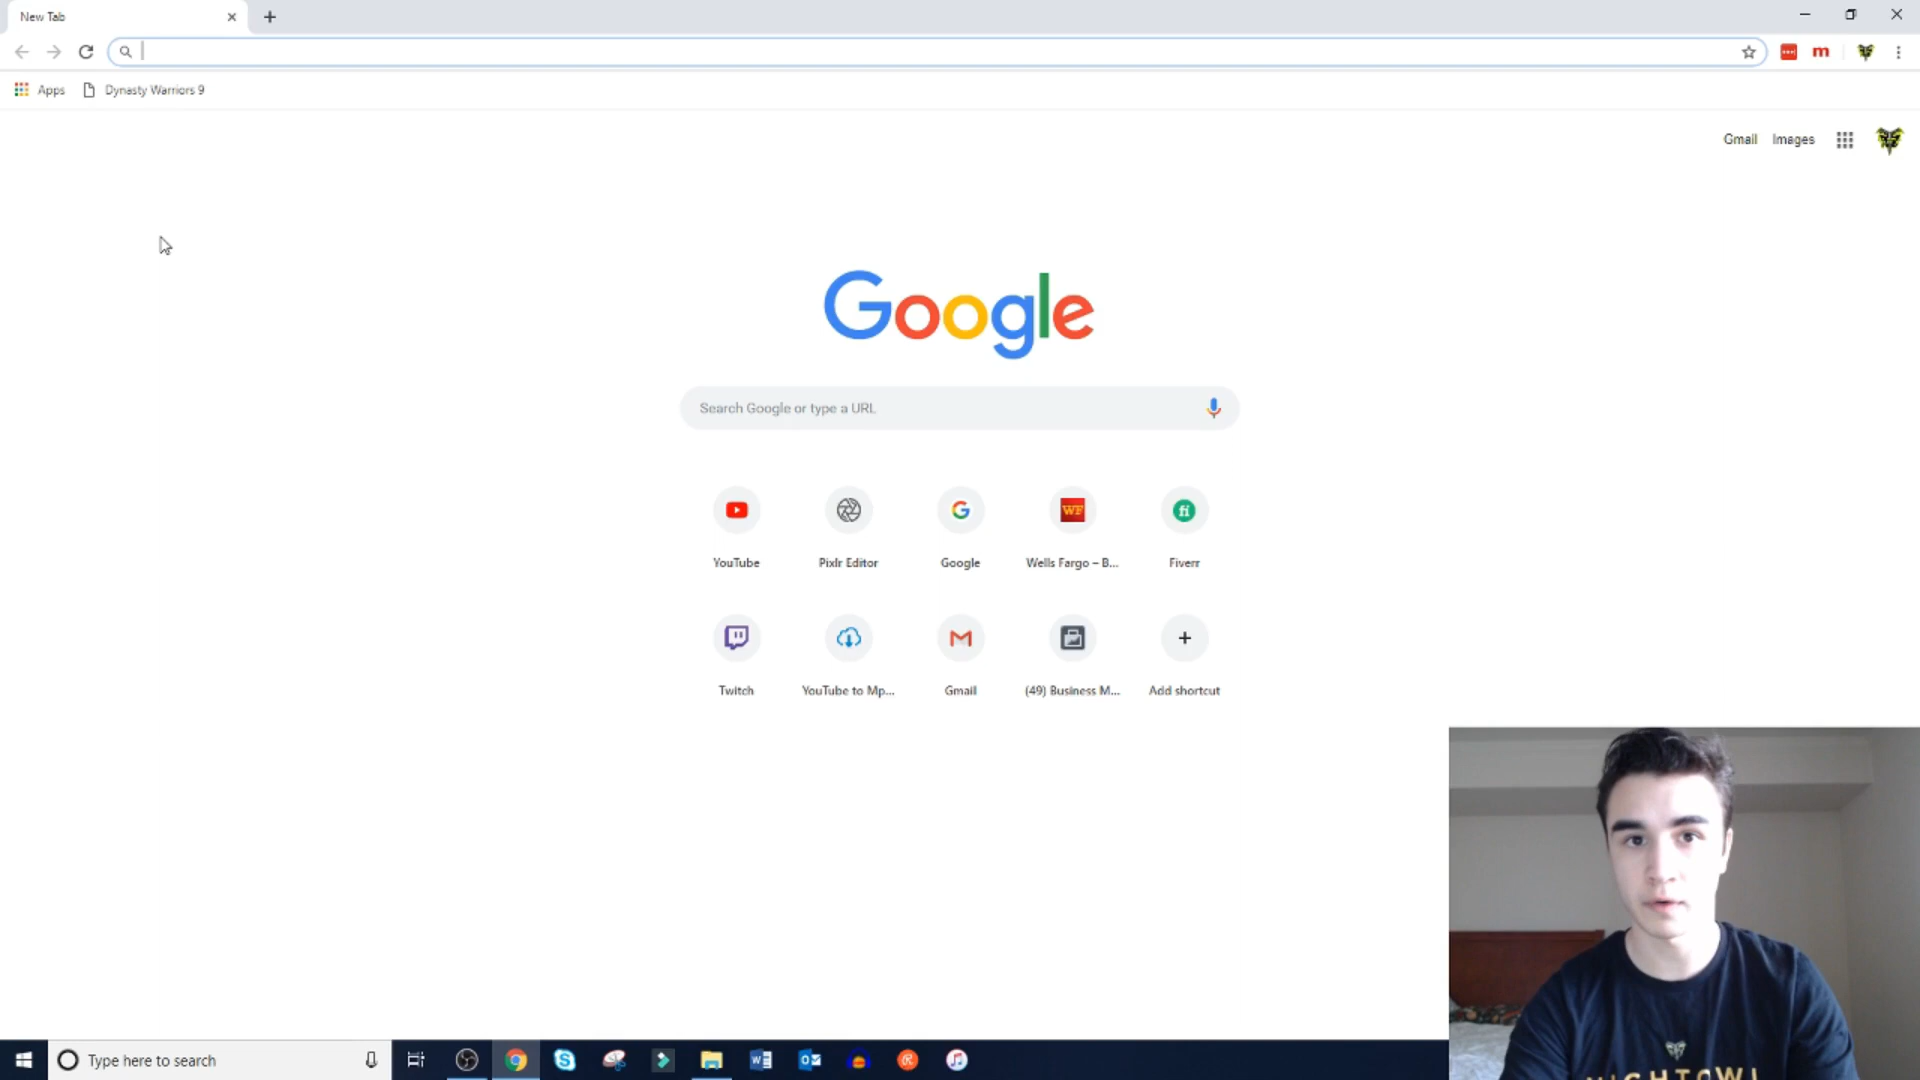 New Tab
Apps
Dynasty Warriors 9
Gmail
Images
Google
Search Google or type a URL
YouTube
Pixlr Editor
Google
Wells Fargo – B...
Fiverr
Twitch
YouTube to Mp...
Gmail
(49) Business M...
Add shortcut
Type here to search
NIGHTOWL